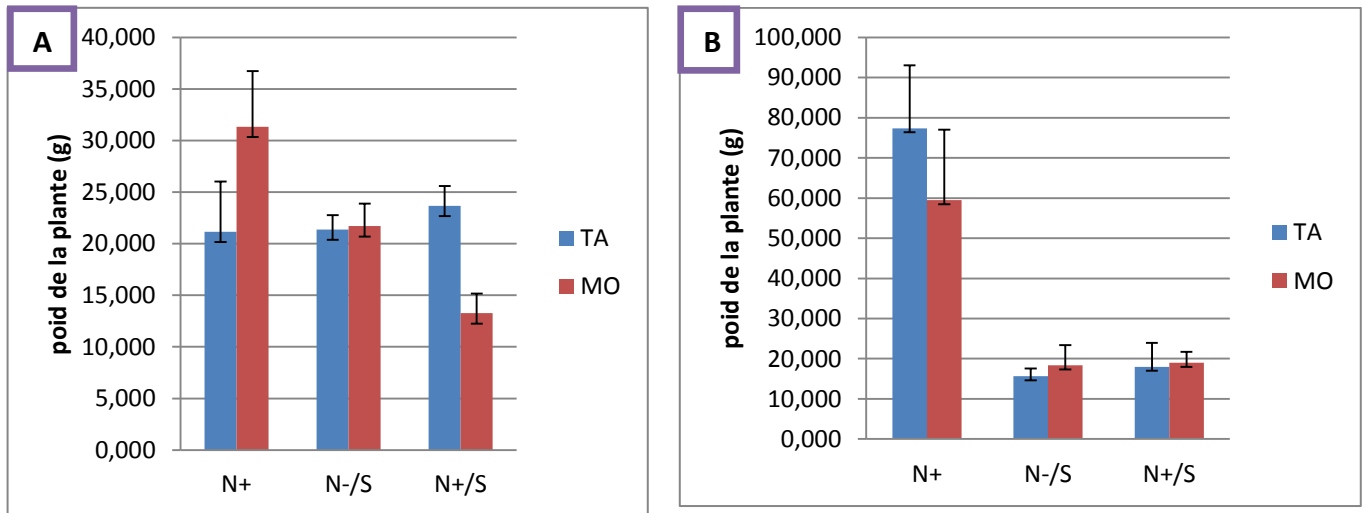 A
poid de la plante (g)
40,000
35,000
30,000
25,000
20,000
15,000
10,000
5,000
0,000
N+
N-/S
N+/S
TA
MO
B
poid de la plante (g)
100,000
90,000
80,000
70,000
60,000
50,000
40,000
30,000
20,000
10,000
0,000
N+
N-/S
N+/S
TA
MO